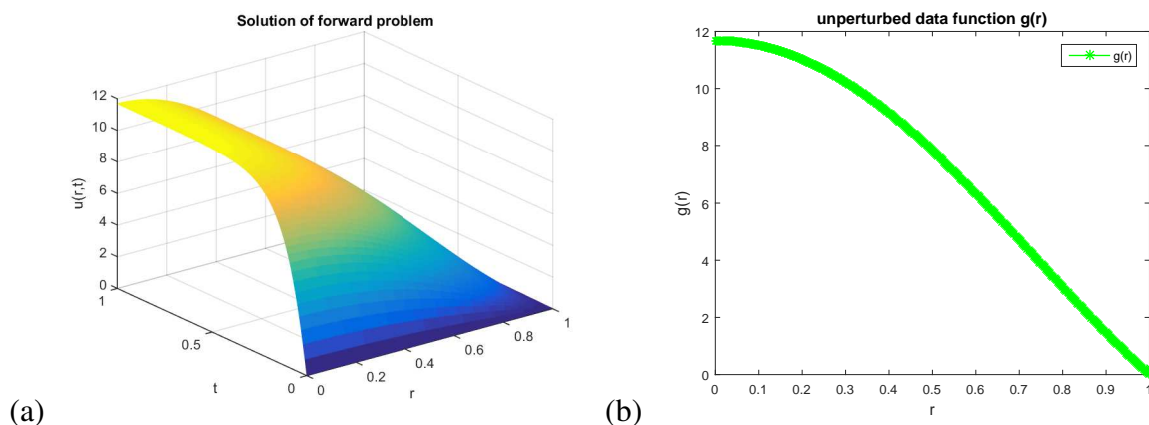 Solution of forward problem
12
10
8
6
4
2
0
u(r,t)
1
0.5
0
t
0
0.2
0.4
0.6
0.8
1
r
(a)
unperturbed data function g(r)
g(r)
12
10
8
6
4
2
0
g(r)
0 0.1 0.2 0.3 0.4 0.5 0.6 0.7 0.8 0.9 1
r
(b)